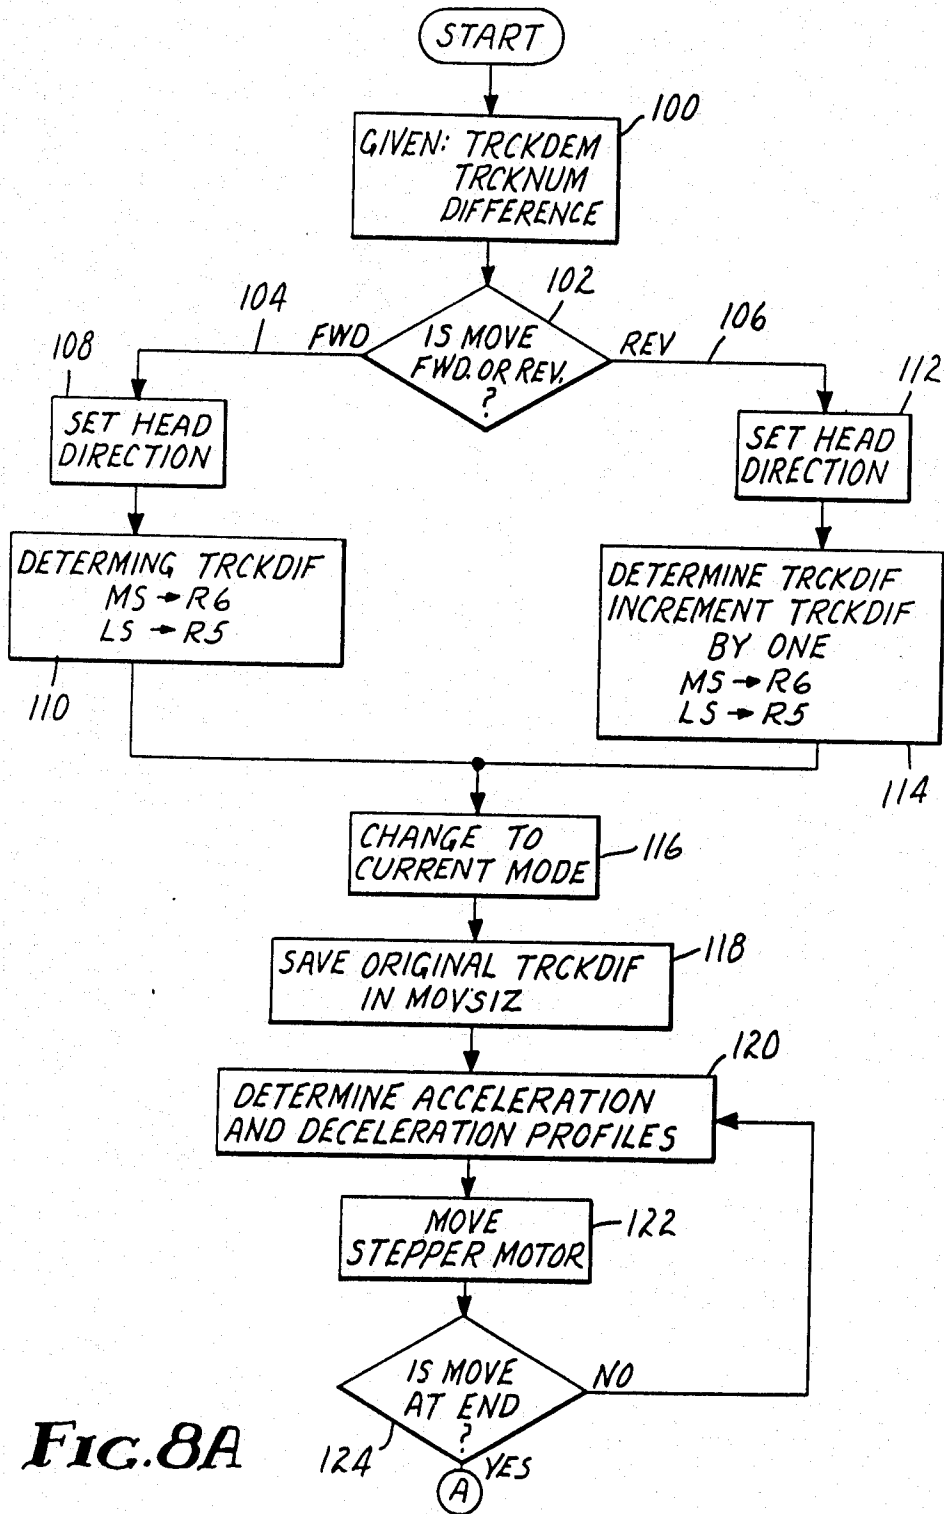 START
100
GIVEN: TRCKDEM
TRCKNUM
DIFFERENCE
102
104
FWD
IS MOVE
FWD. OR REV.
?
REV
106
108
SET HEAD
DIRECTION
112
SET HEAD
DIRECTION
DETERMING TRCKDIF
MS → R6
LS → R5
110
DETERMINE TRCKDIF
INCREMENT TRCKDIF
BY ONE
MS → R6
LS → R5
114
CHANGE TO
CURRENT MODE
116
SAVE ORIGINAL TRCKDIF
IN MOVSIZ
118
120
DETERMINE ACCELERATION
AND DECELERATION PROFILES
MOVE
STEPPER MOTOR
122
IS MOVE
AT END
?
NO
124
YES
A
FIG. 8A